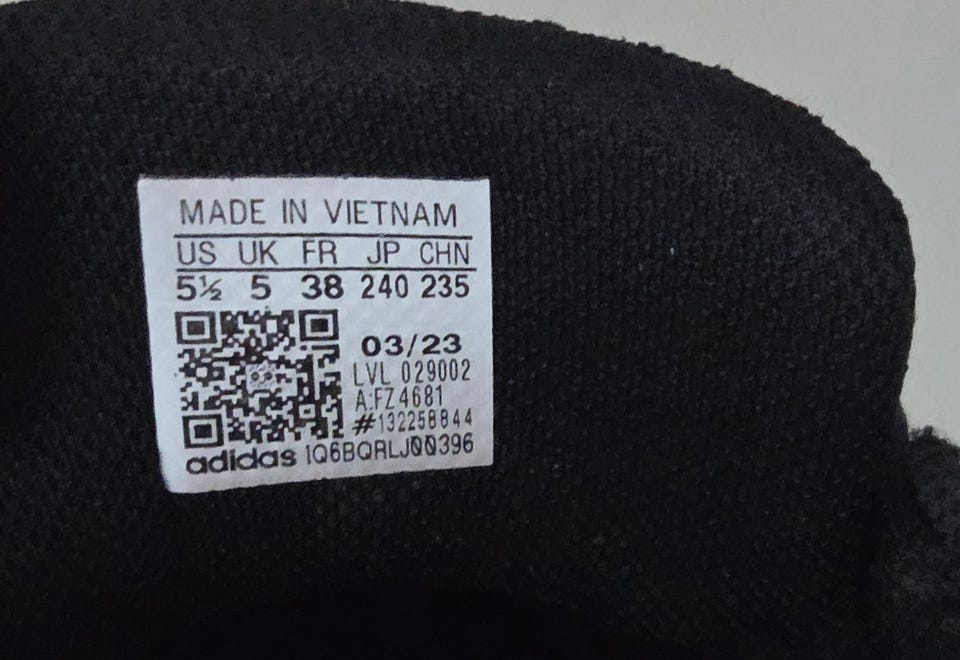 MADE IN VIETNAM
US UK FR JP CHN
5½ 5 38 240 235
03/23
LVL 029002
A:FZ4681
#132258844
adidas 1Q6BQRLJ00396